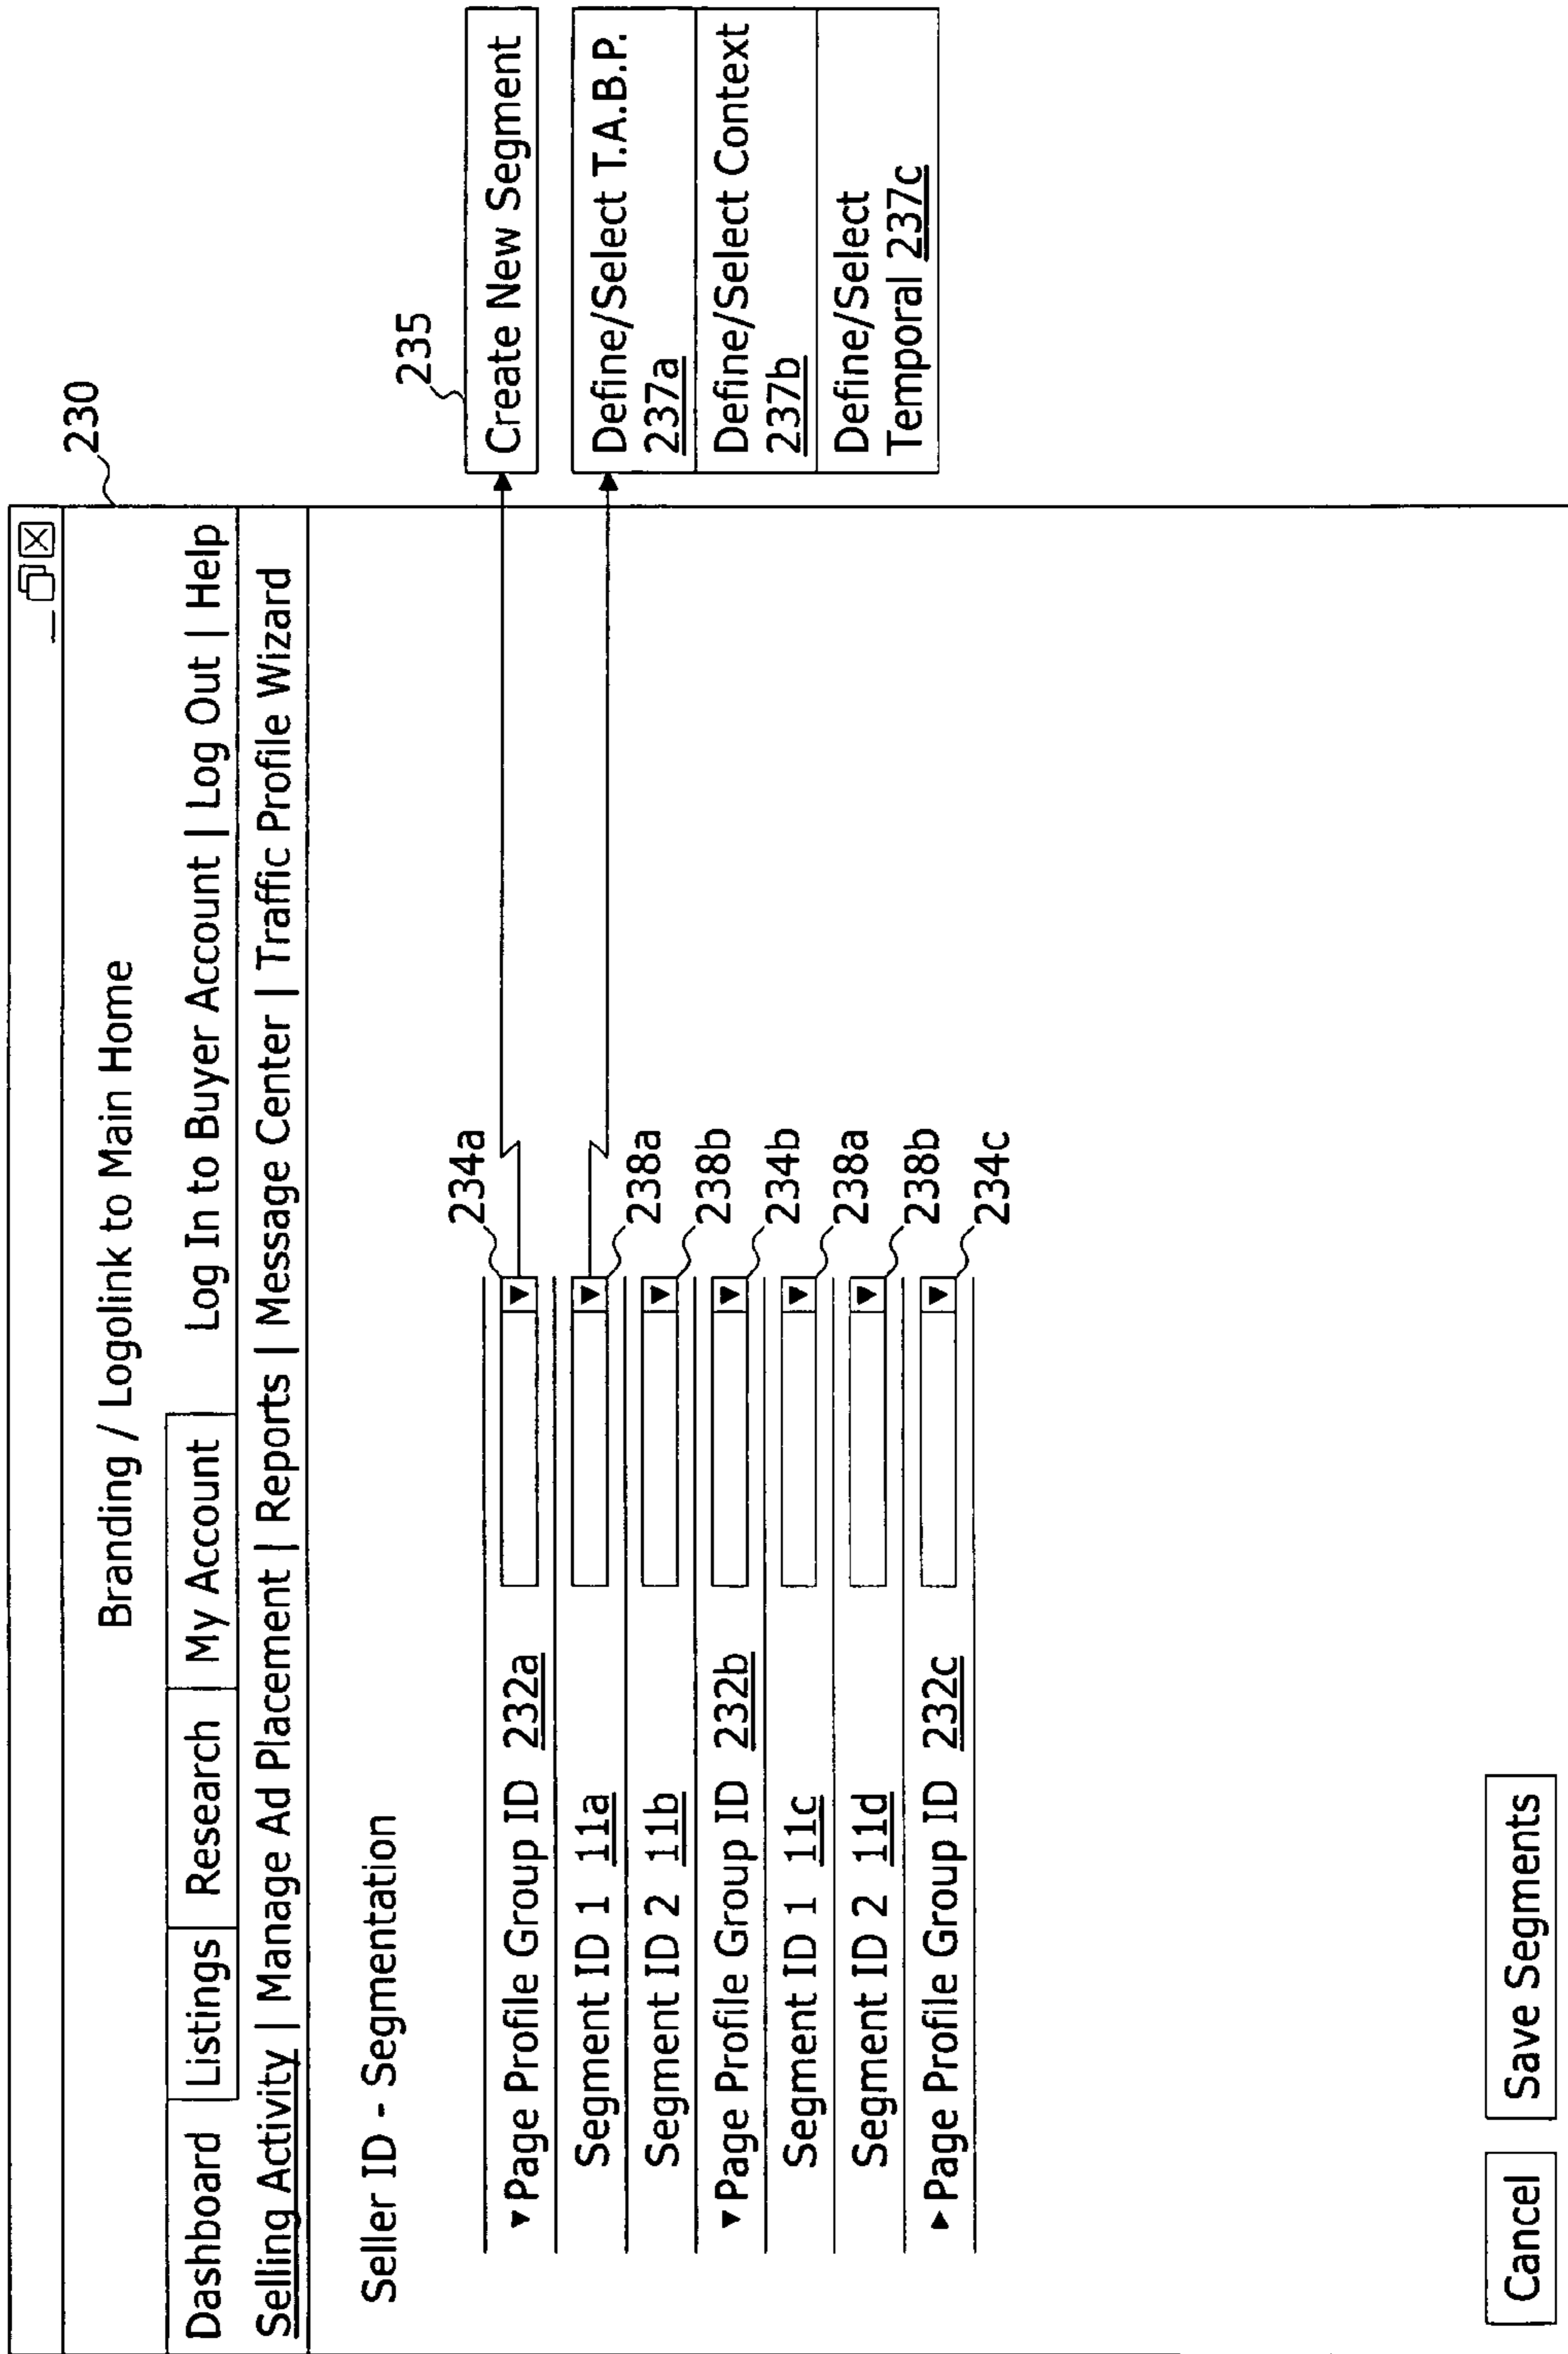 230
Branding / Logolink to Main Home
Dashboard Listings Research My Account Log In to Buyer Account | Log Out | Help
Selling Activity | Manage Ad Placement | Reports | Message Center | Traffic Profile Wizard
Seller ID - Segmentation
▼Page Profile Group ID 232a ▼ 234a
Segment ID 1 11a ▼ 238a
Segment ID 2 11b ▼ 238b
▼Page Profile Group ID 232b ▼ 234b
Segment ID 1 11c ▼ 238a
Segment ID 2 11d ▼ 238b
►Page Profile Group ID 232c ▼ 234c
235
Create New Segment
Define/Select T.A.B.P.
237a
Define/Select Context
237b
Define/Select
Temporal 237c
Cancel Save Segments